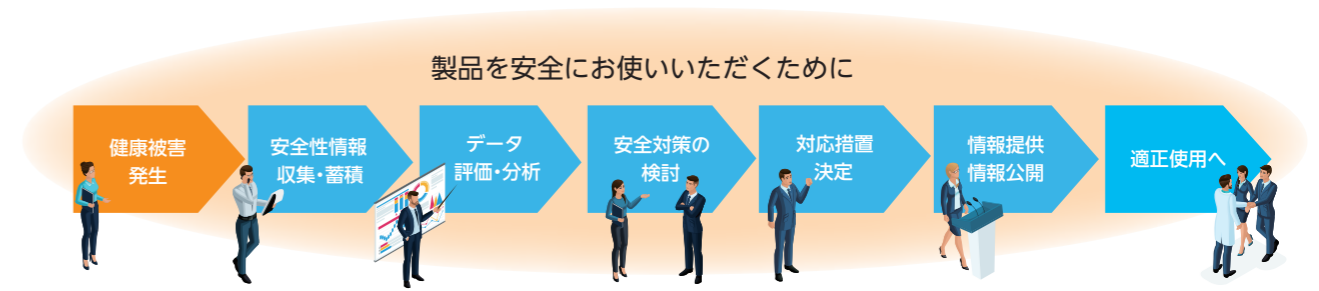 製品を安全にお使いいただくために
健康被害
発生
安全性情報
収集・蓄積
データ
評価・分析
安全対策の
検討
対応措置
決定
情報提供
情報公開
適正使用へ